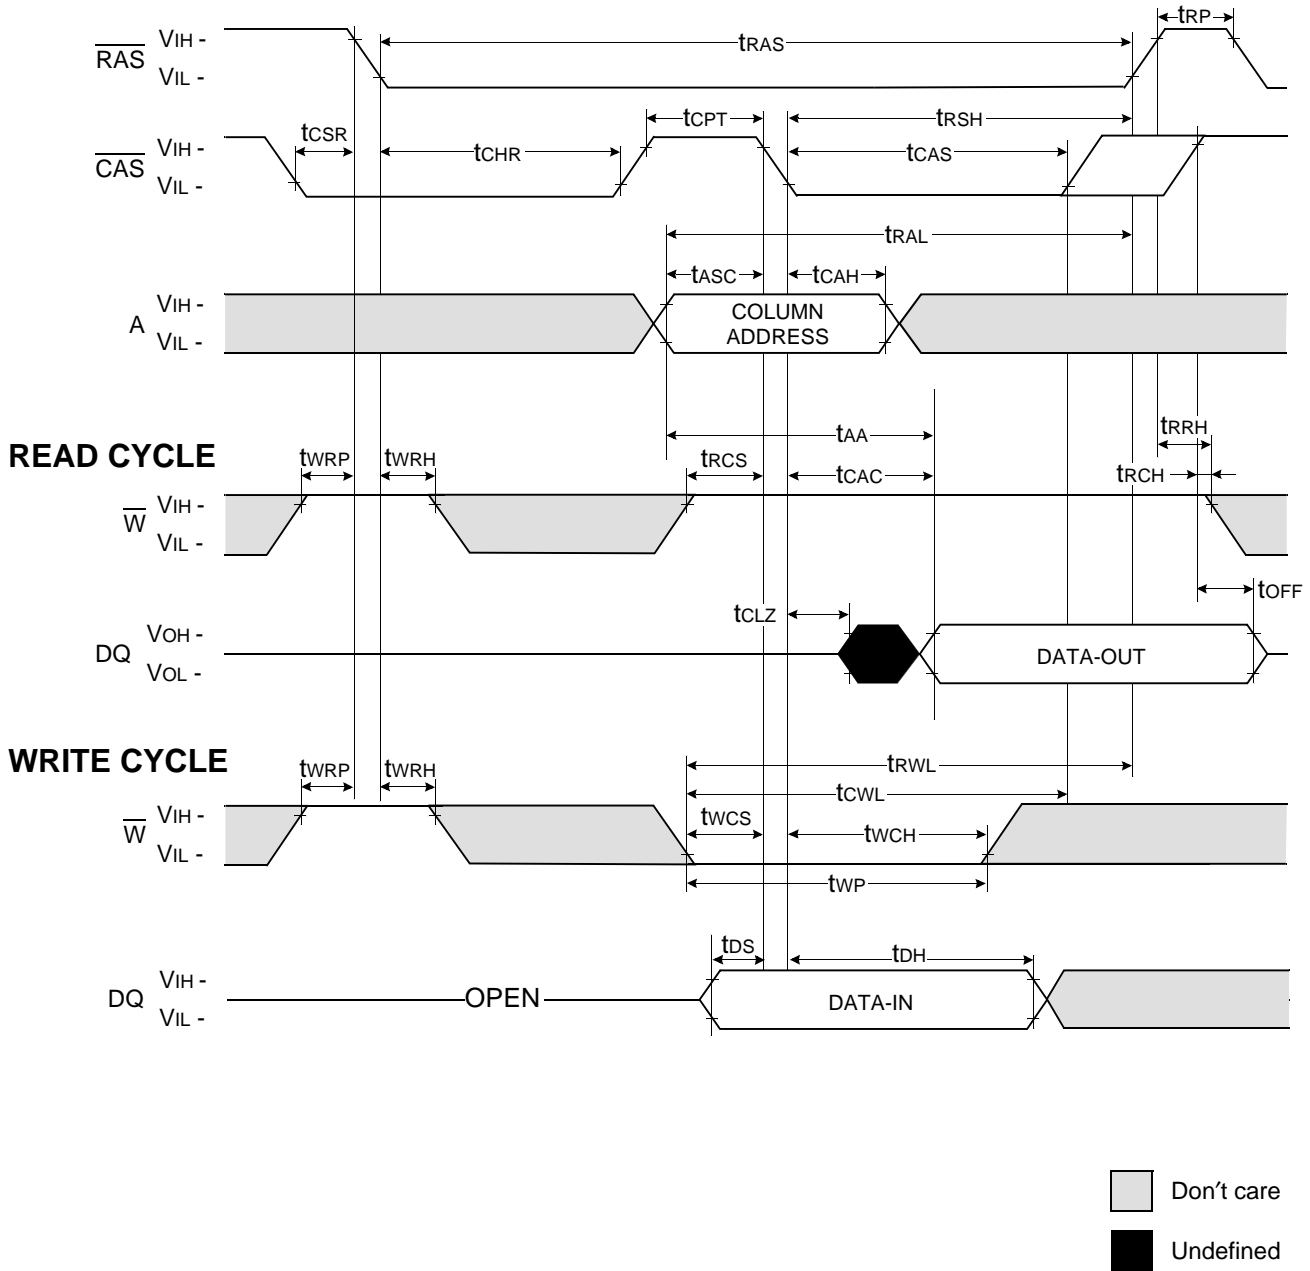 tRP
RAS VIH -
VIL -
tRAS
tCSR
tCPT
tRSH
CAS VIH -
VIL -
tCHR
tCAS
tRAL
tASC
tCAH
A VIH -
VIL -
COLUMN
ADDRESS
READ CYCLE
tWRP
tWRH
tAA
tRCS
tCAC
tRRH
tRCH
W VIH -
VIL -
tOFF
tCLZ
DQ VOH -
VOL -
DATA-OUT
WRITE CYCLE
tWRP
tWRH
tRWL
tCWL
tWCS
tWCH
W VIH -
VIL -
tWP
tDS
tDH
DQ VIH -
VIL -
OPEN
DATA-IN
Don′t care
Undefined